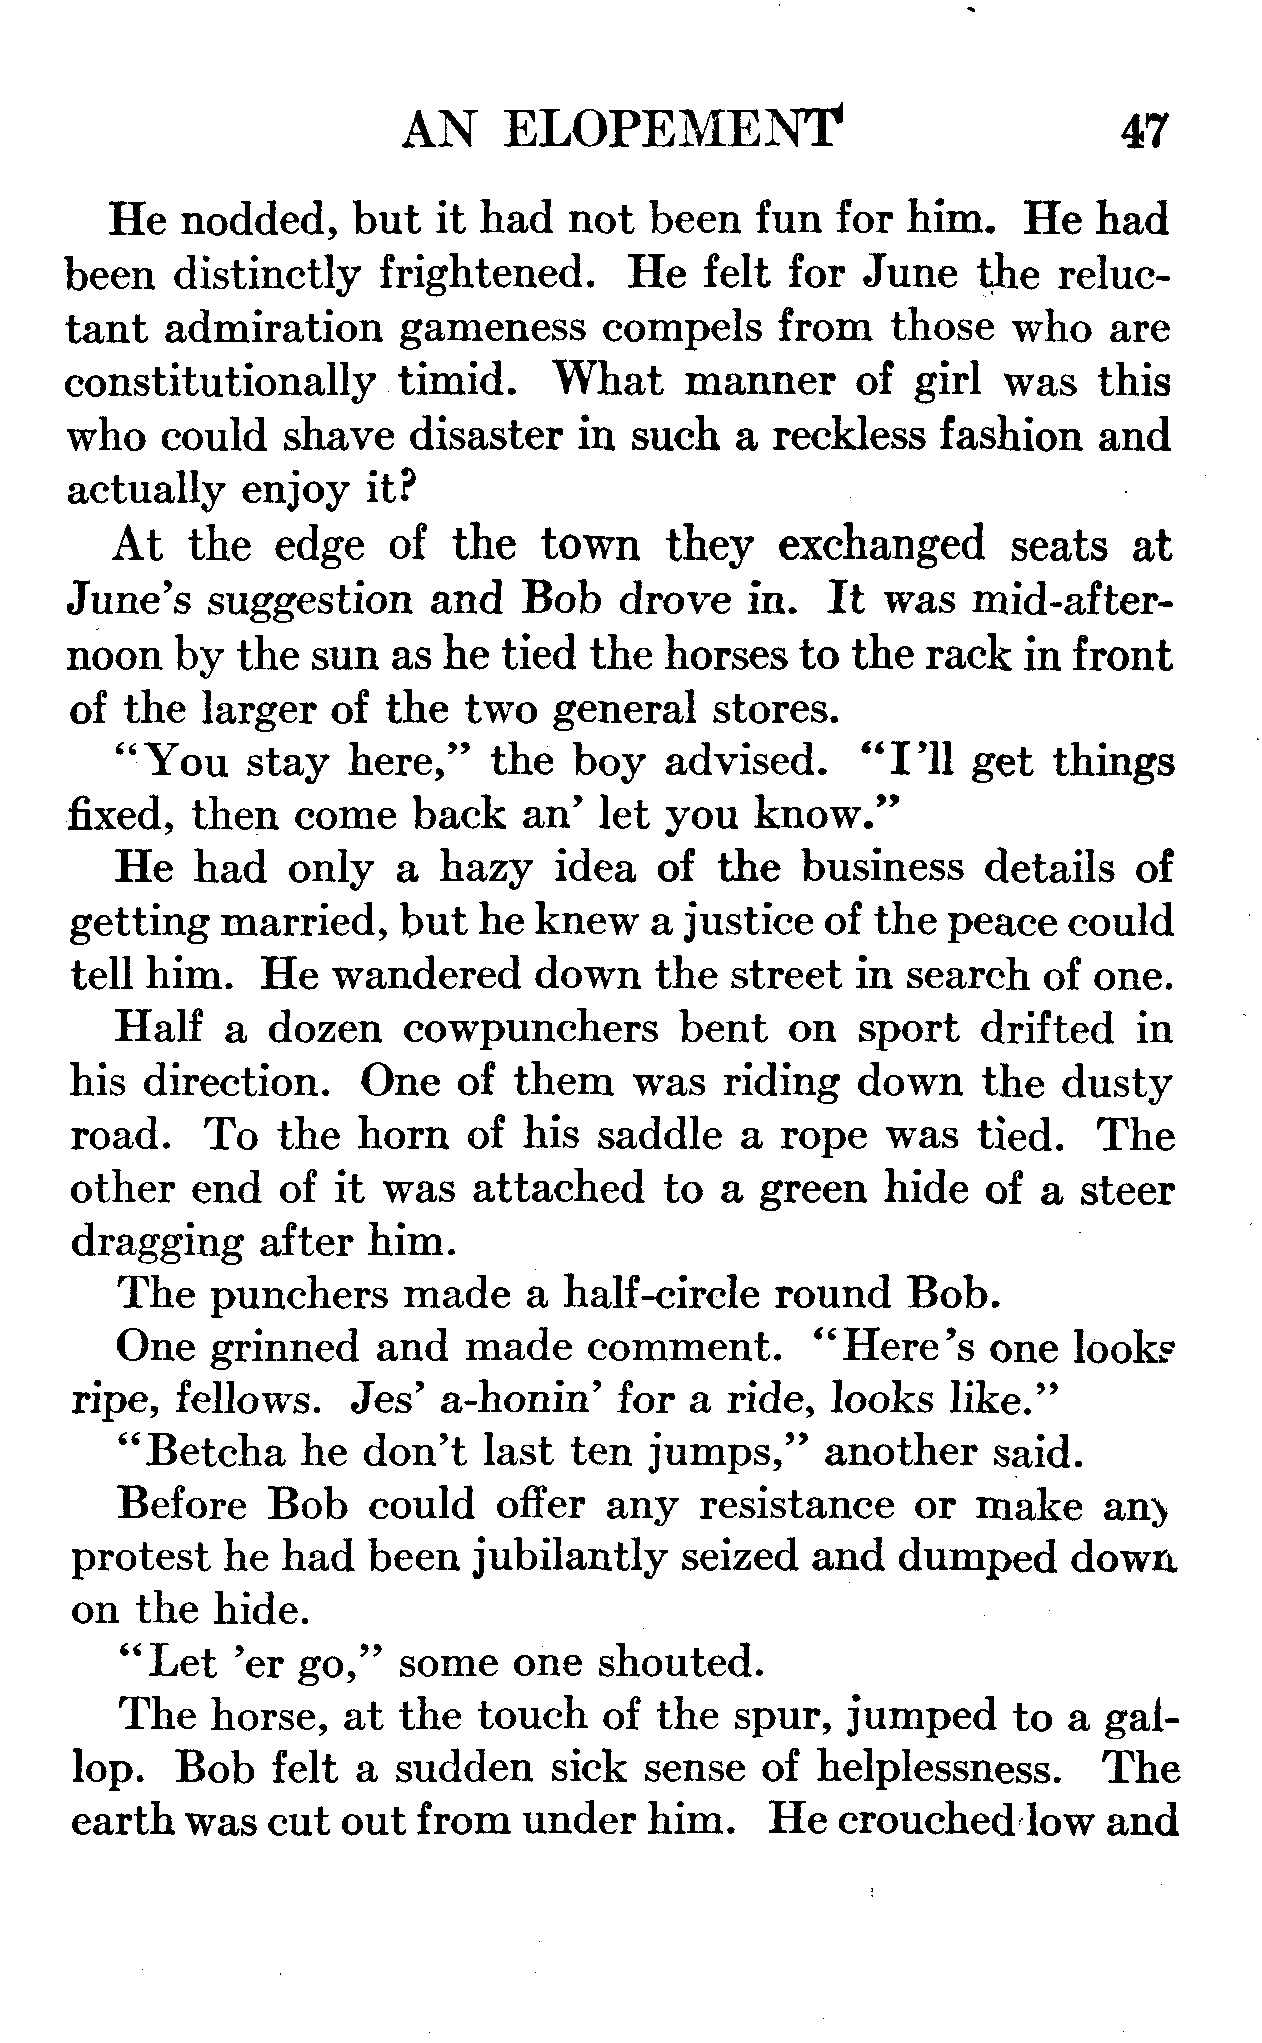 AN ELOPEMENT 47
He nodded, but it had not been fun for him. He had
been distinctly frightened. He felt for June the reluc-
tant admiration gameness compels from those who are
constitutionally timid. What manner of girl was this
who could shave disaster in such a reckless fashion and
actually enjoy it?
At the edge of the town they exchanged seats at
June's suggestion and Bob drove in. It was mid-after-
noon by the sun as he tied the horses to the rack in front
of the larger of the two general stores.
"You stay here," the boy advised. "I'll get things
fixed, then come back an' let you know."
He had only a hazy idea of the business details of
getting married, but he knew a justice of the peace could
tell him. He wandered down the street in search of one.
Half a dozen cowpunchers bent on sport drifted in
his direction. One of them was riding down the dusty
road. To the horn of his saddle a rope was tied. The
other end of it was attached to a green hide of a steer
dragging after him.
The punchers made a half-circle round Bob.
One grinned and made comment. "Here's one looks
ripe, fellows. Jes' a-honin' for a ride, looks like."
"Betcha he don't last ten jumps," another said.
Before Bob could offer any resistance or make any
protest he had been jubilantly seized and dumped down
on the hide.
"Let 'er go," some one shouted.
The horse, at the touch of the spur, jumped to a gal-
lop. Bob felt a sudden sick sense of helplessness. The
earth was cut out from under him. He crouched low and